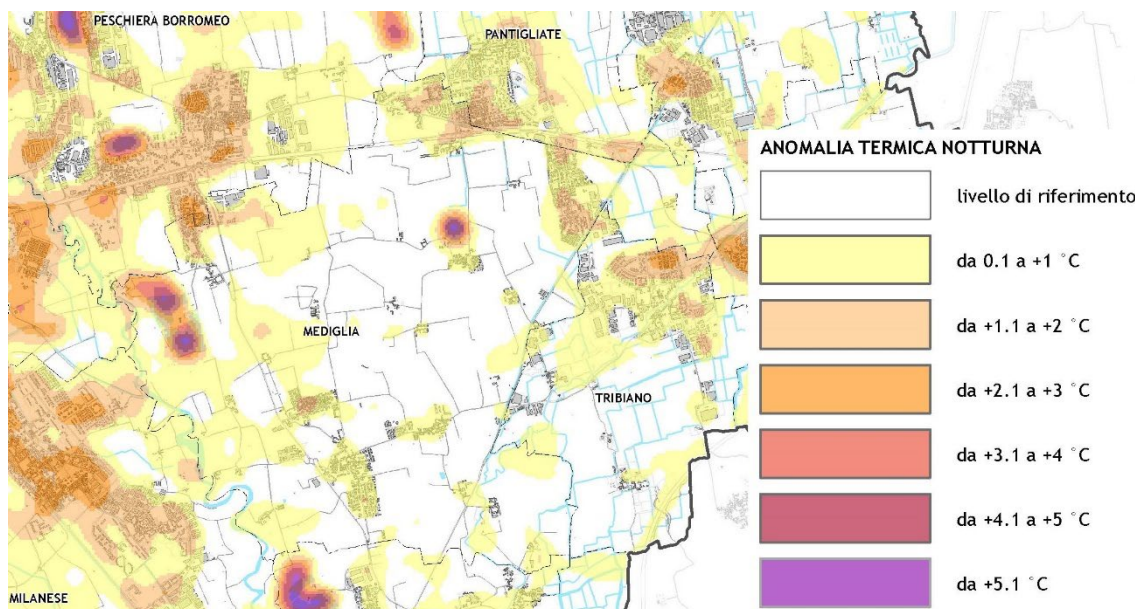 PESCHIERA BORROMEO
PANTIGLIATE
MEDIGLIA
TRIBIANO
MILANESE
ANOMALIA TERMICA NOTTURNA
livello di riferimento
da 0.1 a +1 °C
da +1.1 a +2 °C
da +2.1 a +3 °C
da +3.1 a +4 °C
da +4.1 a +5 °C
da +5.1 °C